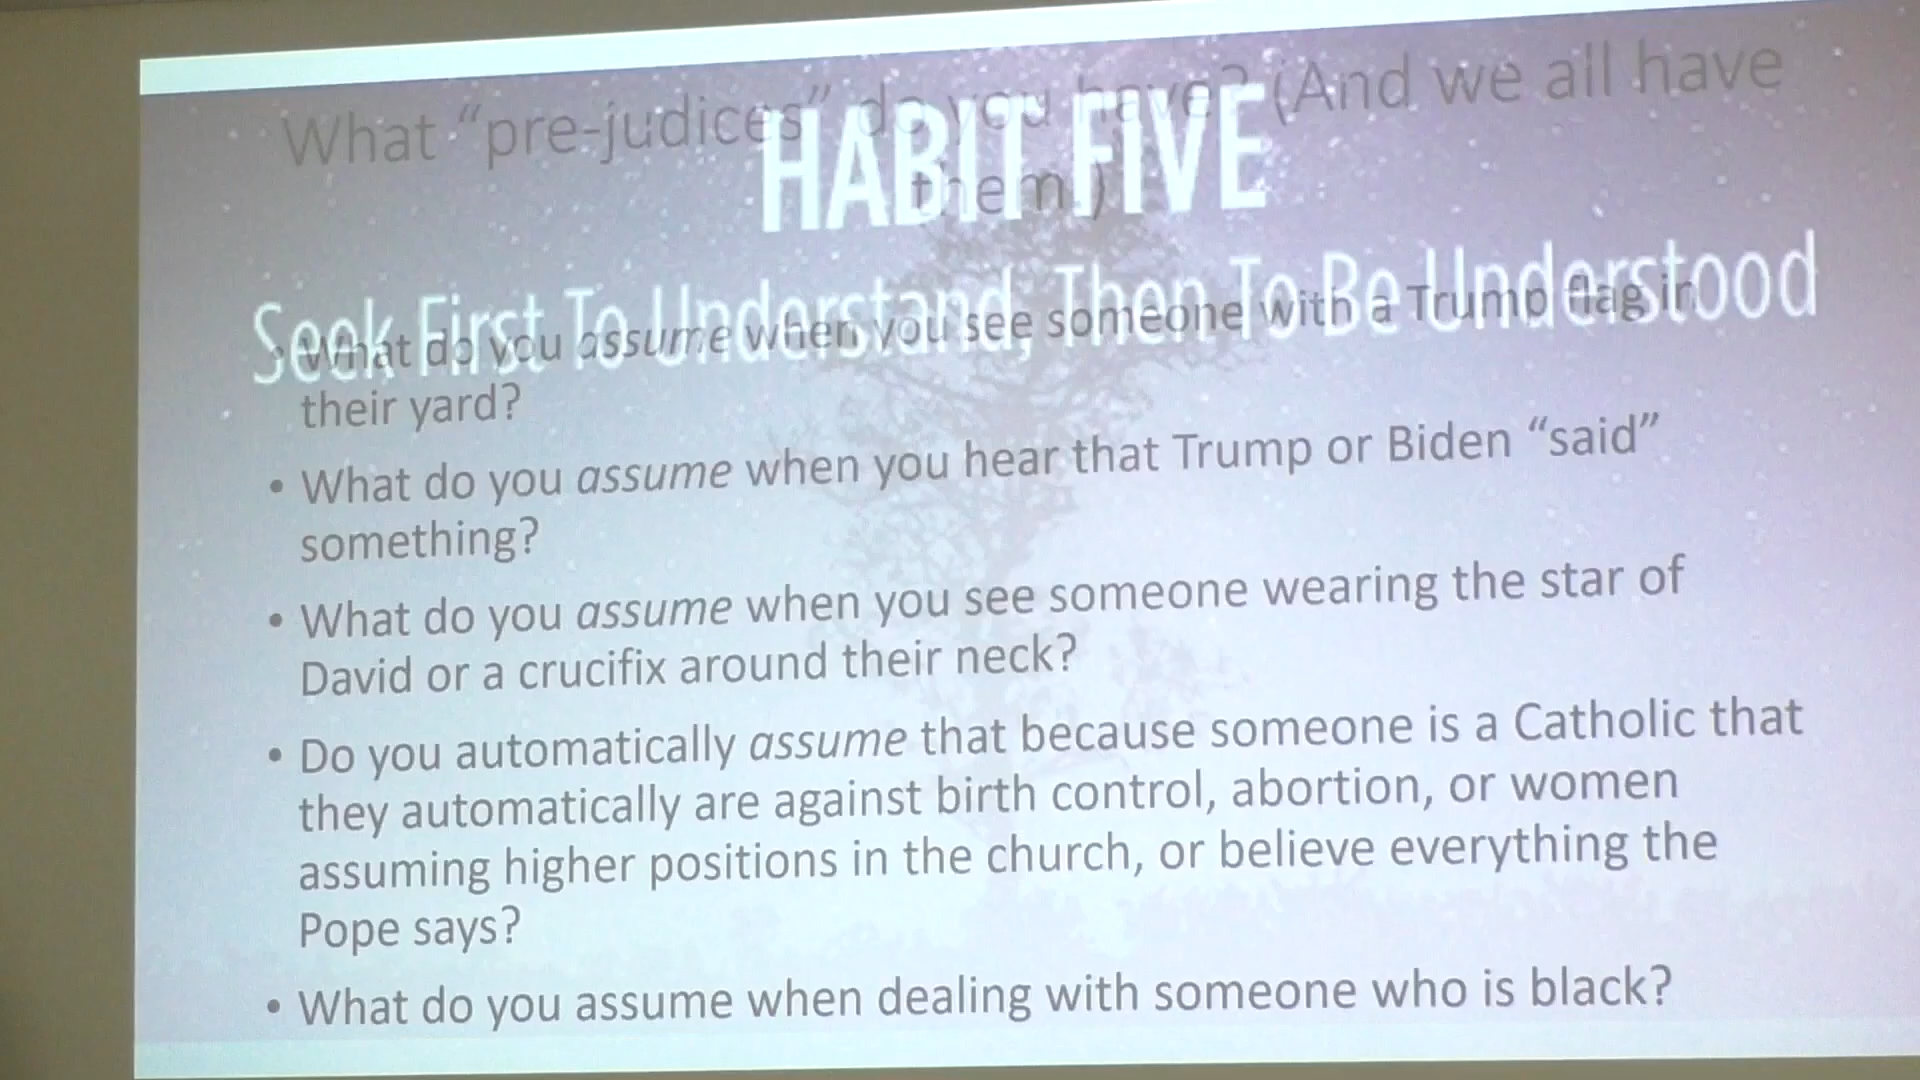 What “pre-judices” do you have? (And we all have
them.)
HABIT FIVE
Seek First To Understand, Then To Be Understood
• What do you assume when you see someone with a Trump flag in
their yard?
• What do you assume when you hear that Trump or Biden “said”
something?
• What do you assume when you see someone wearing the star of
David or a crucifix around their neck?
• Do you automatically assume that because someone is a Catholic that
they automatically are against birth control, abortion, or women
assuming higher positions in the church, or believe everything the
Pope says?
• What do you assume when dealing with someone who is black?